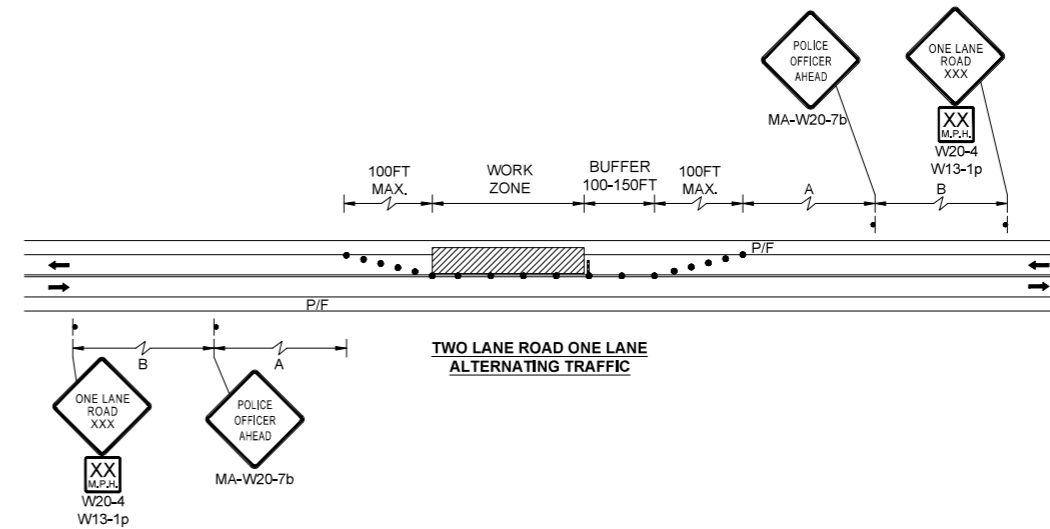 POLICE
OFFICER
AHEAD
MA-W20-7b
ONE LANE
ROAD
XXX
XX
M.P.H.
W20-4
W13-1p
100FT
MAX.
WORK
ZONE
BUFFER
100-150FT
100FT
MAX.
A
B
P/F
P/F
B
A
TWO LANE ROAD ONE LANE
ALTERNATING TRAFFIC
ONE LANE
ROAD
XXX
XX
M.P.H.
W20-4
W13-1p
POLICE
OFFICER
AHEAD
MA-W20-7b